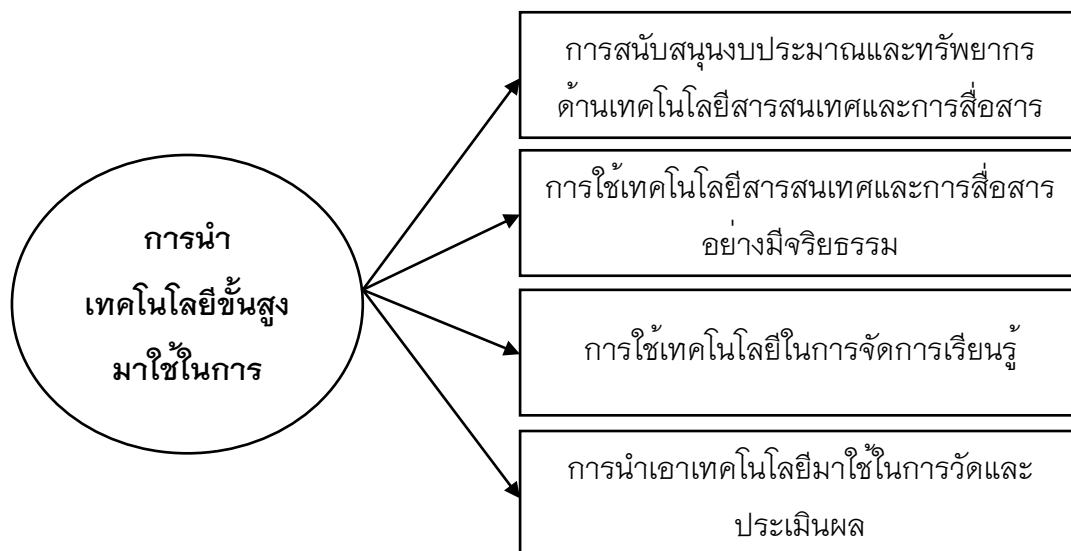 การสนับสนุนงบประมาณและทรัพยากร
ด้านเทคโนโลยีสารสนเทศและการสื่อสาร
การใช้เทคโนโลยีสารสนเทศและการสื่อสาร
อย่างมีจริยธรรม
การนำ
เทคโนโลยีขั้นสูง
มาใช้ในการ
การใช้เทคโนโลยีในการจัดการเรียนรู้
การนำเอาเทคโนโลยีมาใช้ในการวัดและ
ประเมินผล